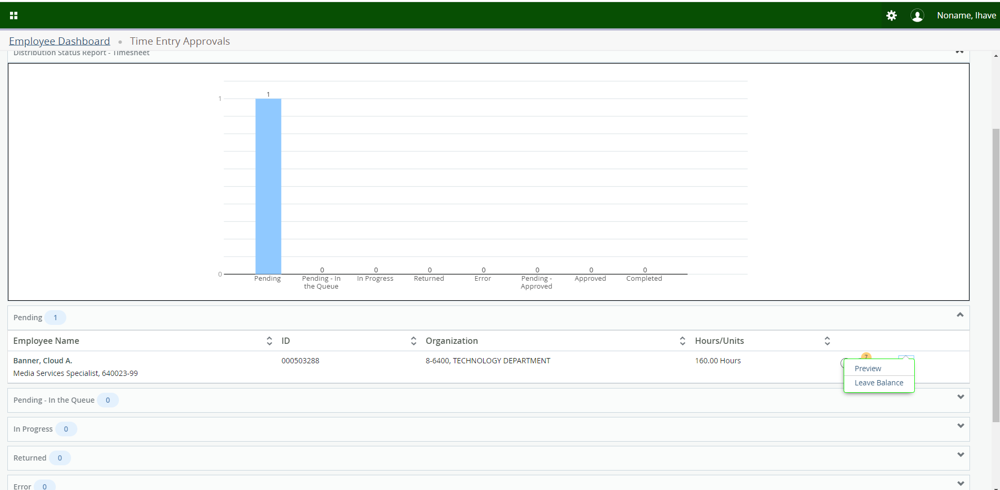 Noname, Ihave
Employee Dashboard • Time Entry Approvals
Distribution Status Report - Timesheet
1
1
0
0
0
0
0
0
0
0
Pending
Pending - In the Queue
In Progress
Returned
Error
Pending - Approved
Approved
Completed
Pending 1
Employee Name ID Organization Hours/Units
Banner, Cloud A. 000503288 8-6400, TECHNOLOGY DEPARTMENT 160.00 Hours 7
Media Services Specialist, 640023-99
Preview
Leave Balance
Pending - In the Queue 0
In Progress 0
Returned 0
Error 0